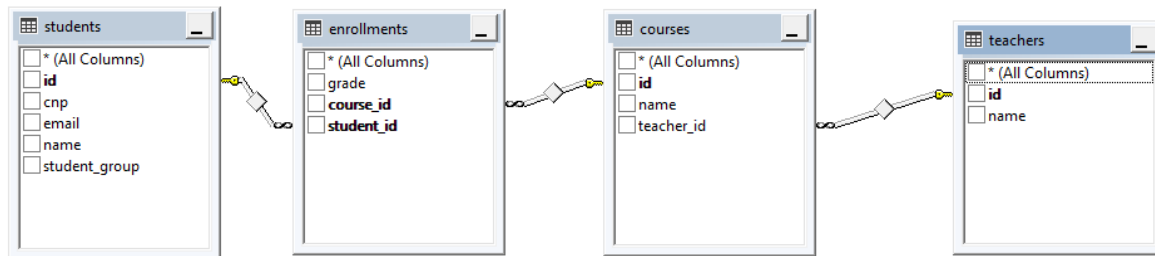 students
* (All Columns)
id
cnp
email
name
student_group
enrollments
* (All Columns)
grade
course_id
student_id
courses
* (All Columns)
id
name
teacher_id
teachers
* (All Columns)
id
name